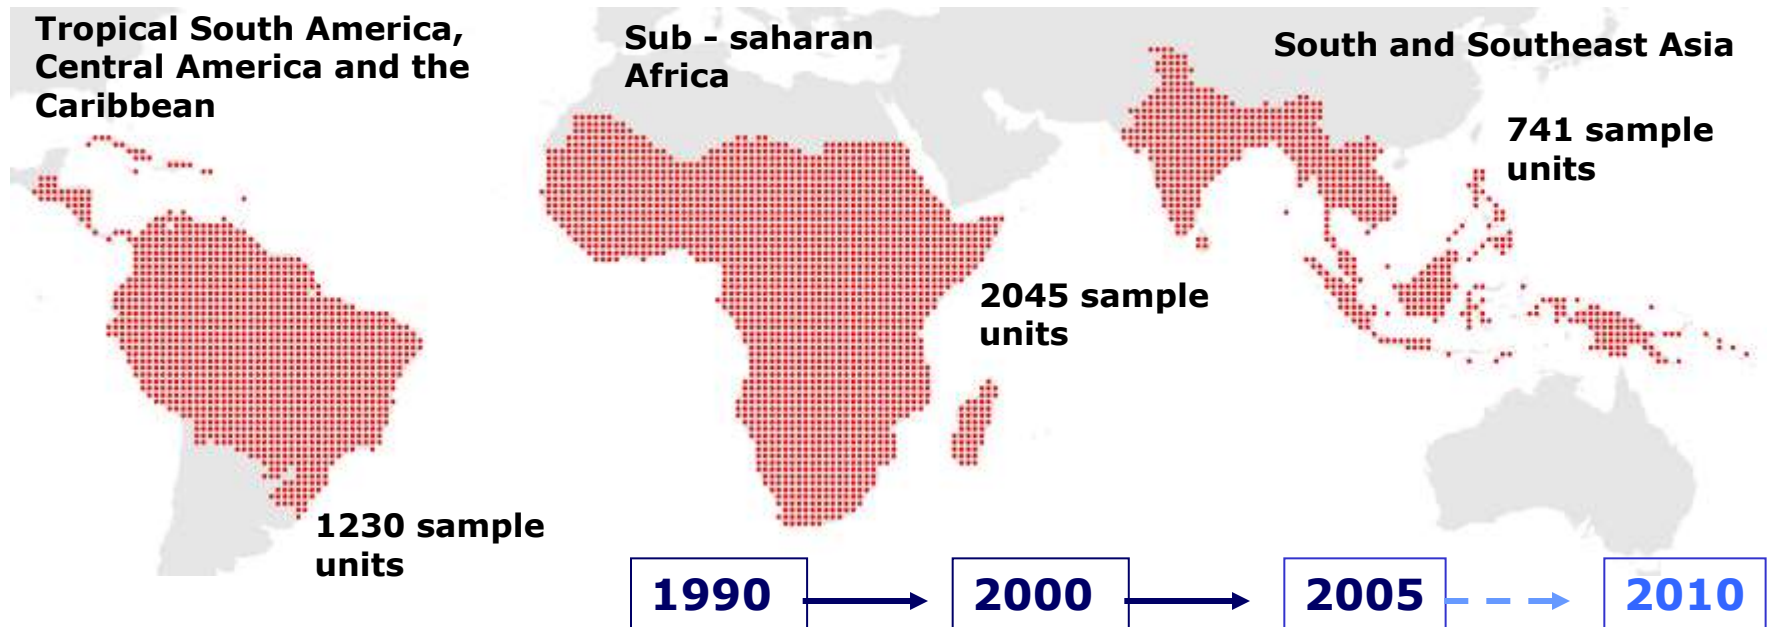 Tropical South America,
Central America and the
Caribbean
Sub - saharan
Africa
South and Southeast Asia
741 sample
units
2045 sample
units
1230 sample
units
1990
2000
2005
2010